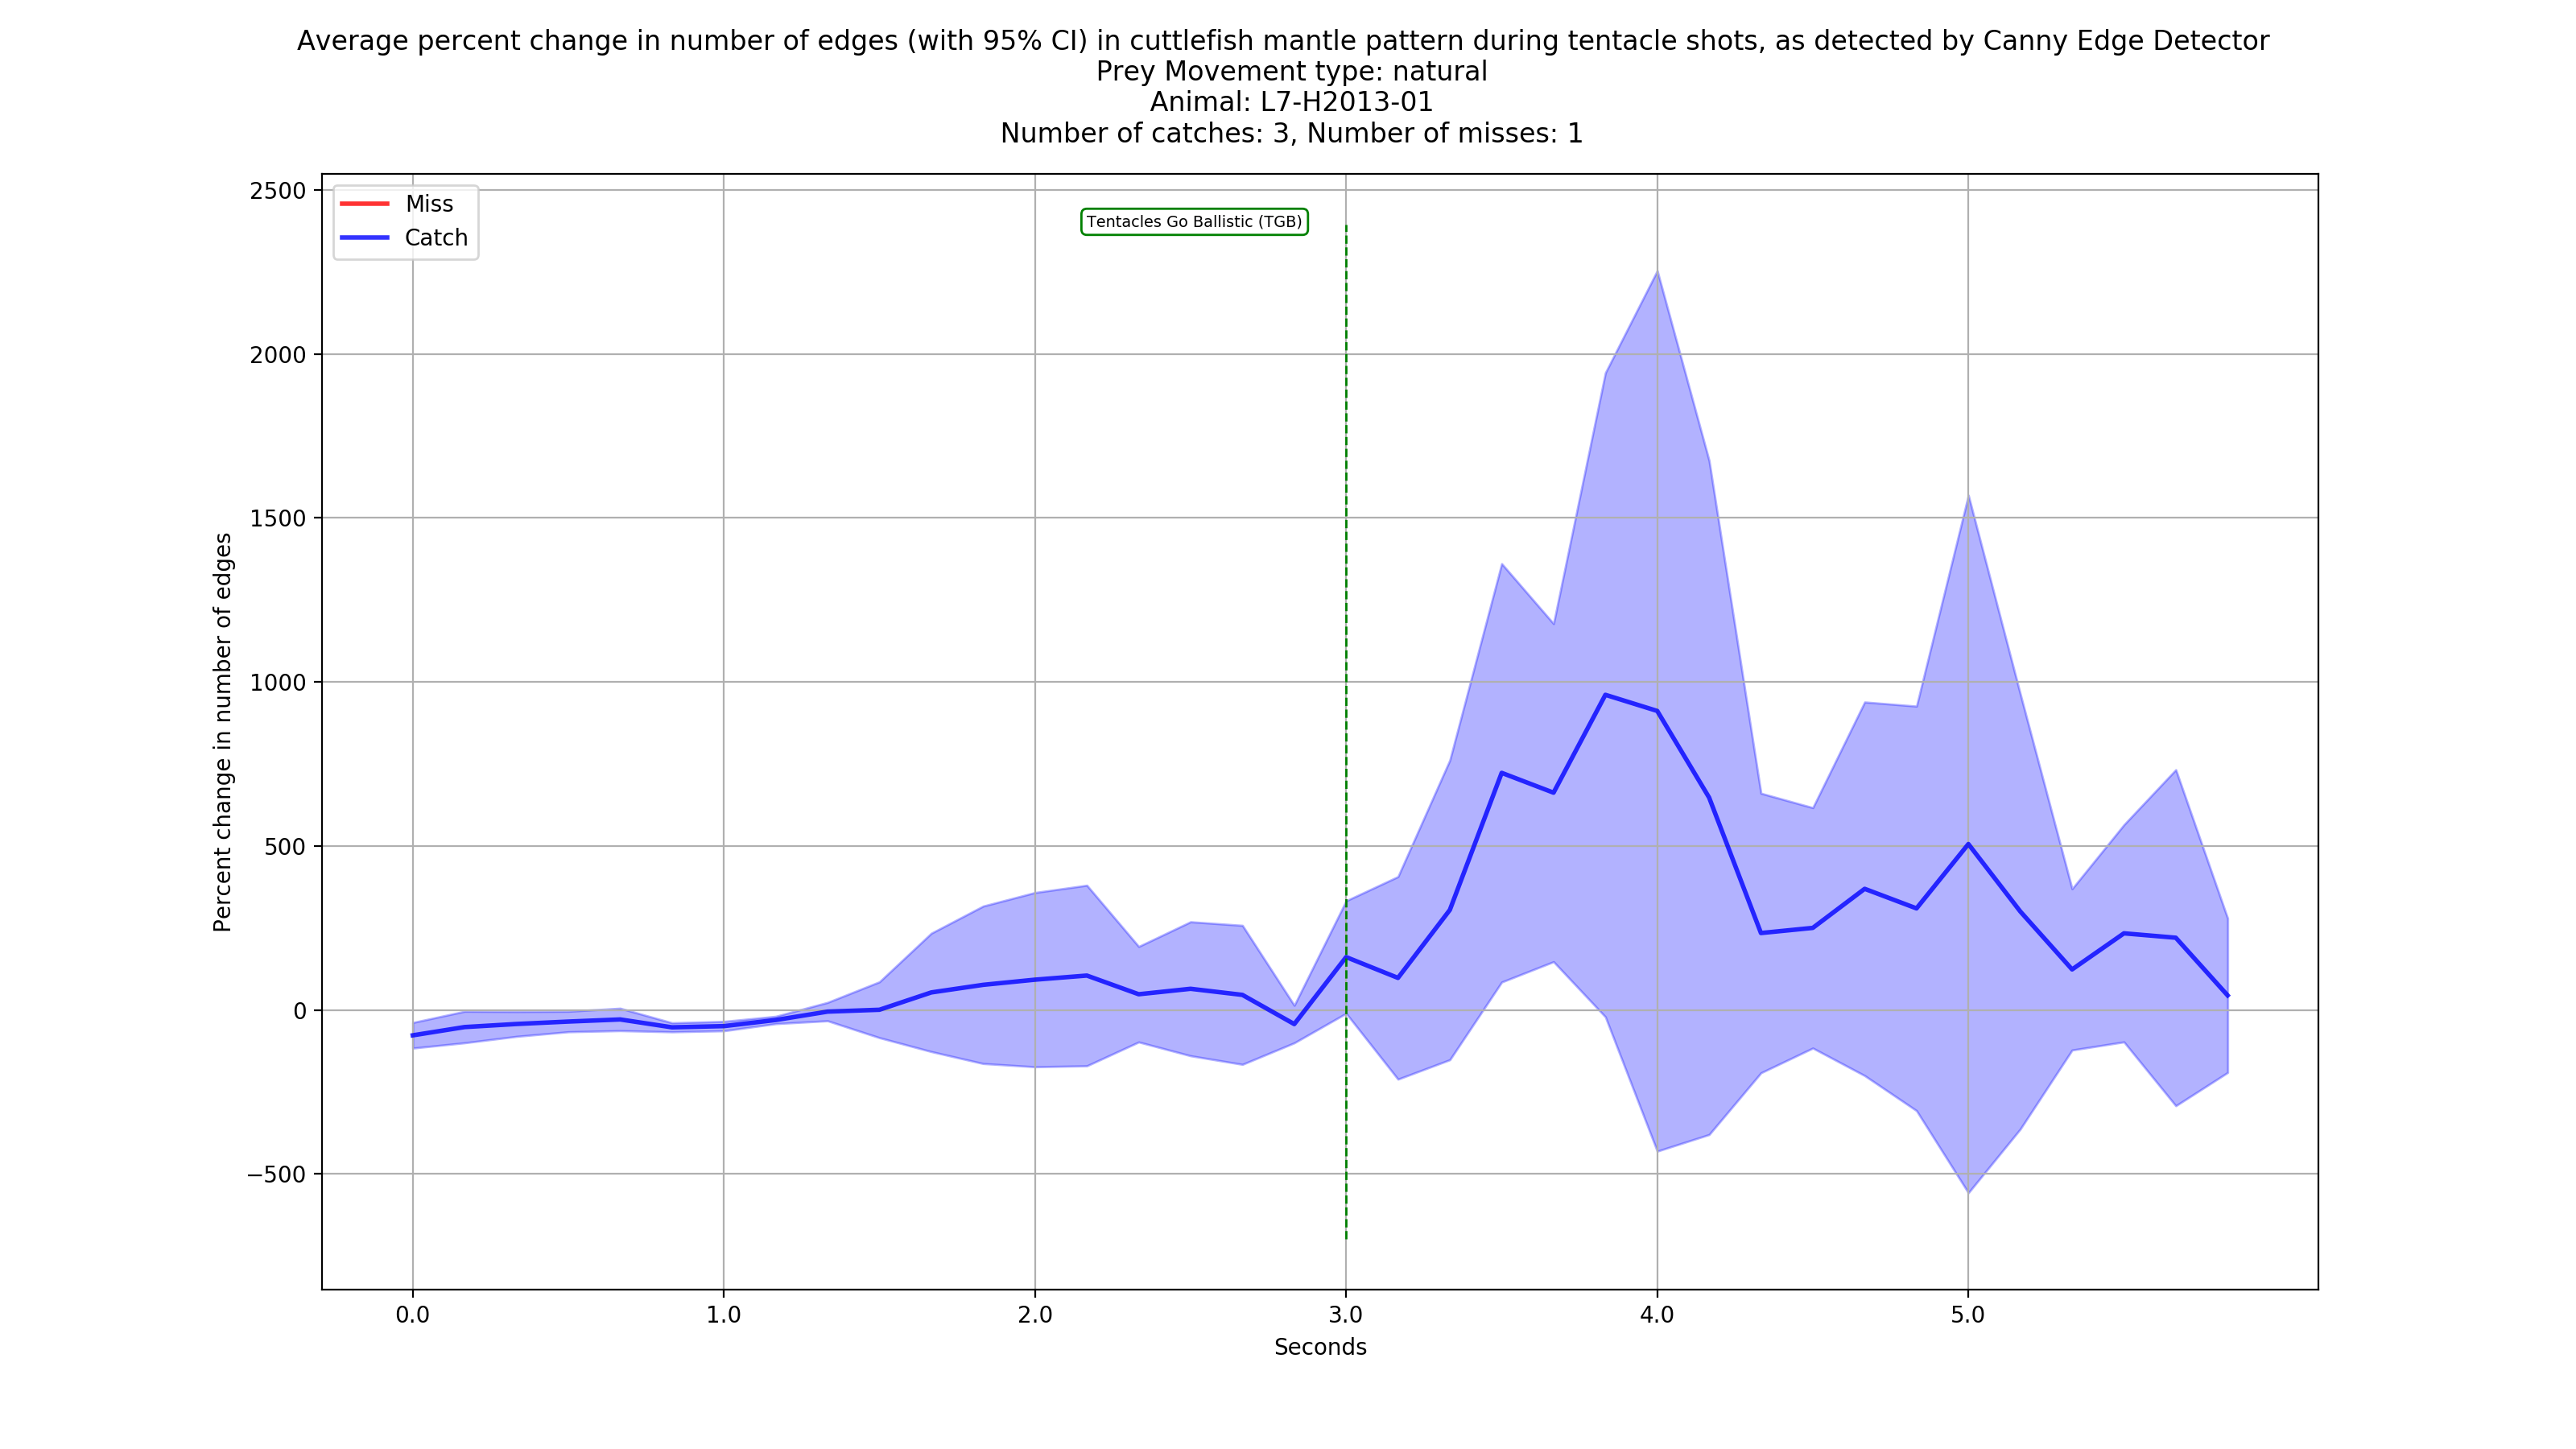 Average percent change in number of edges (with 95% CI) in cuttlefish mantle pattern during tentacle shots, as detected by Canny Edge Detector
Prey Movement type: natural
Animal: L7-H2013-01
Number of catches: 3, Number of misses: 1
Miss
Catch
Tentacles Go Ballistic (TGB)
2500
2000
1500
1000
500
0
−500
Percent change in number of edges
0.0 1.0 2.0 3.0 4.0 5.0
Seconds